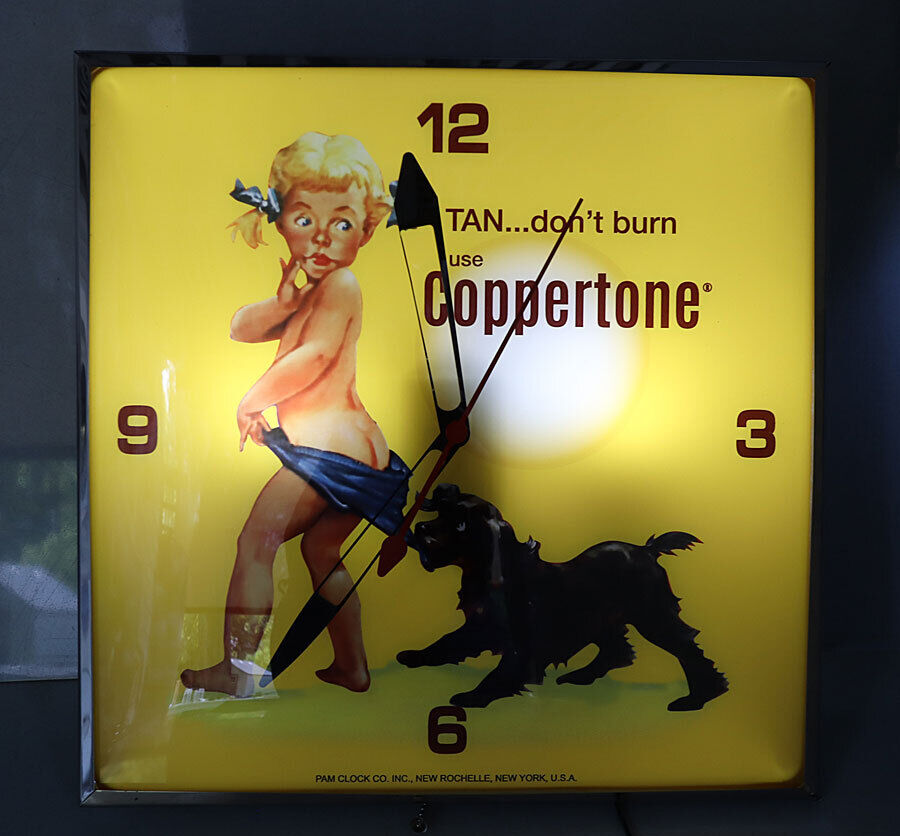 12
TAN...don't burn
use
Coppertone®
9
3
6
PAM CLOCK CO. INC., NEW ROCHELLE, NEW YORK, U.S.A.